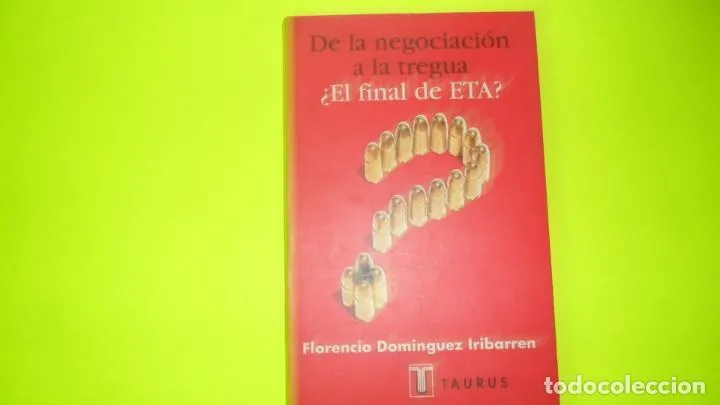 De la negociación
a la tregua
¿El final de ETA?
Florencio Domínguez Iribarren
TAURUS
todocoleccion